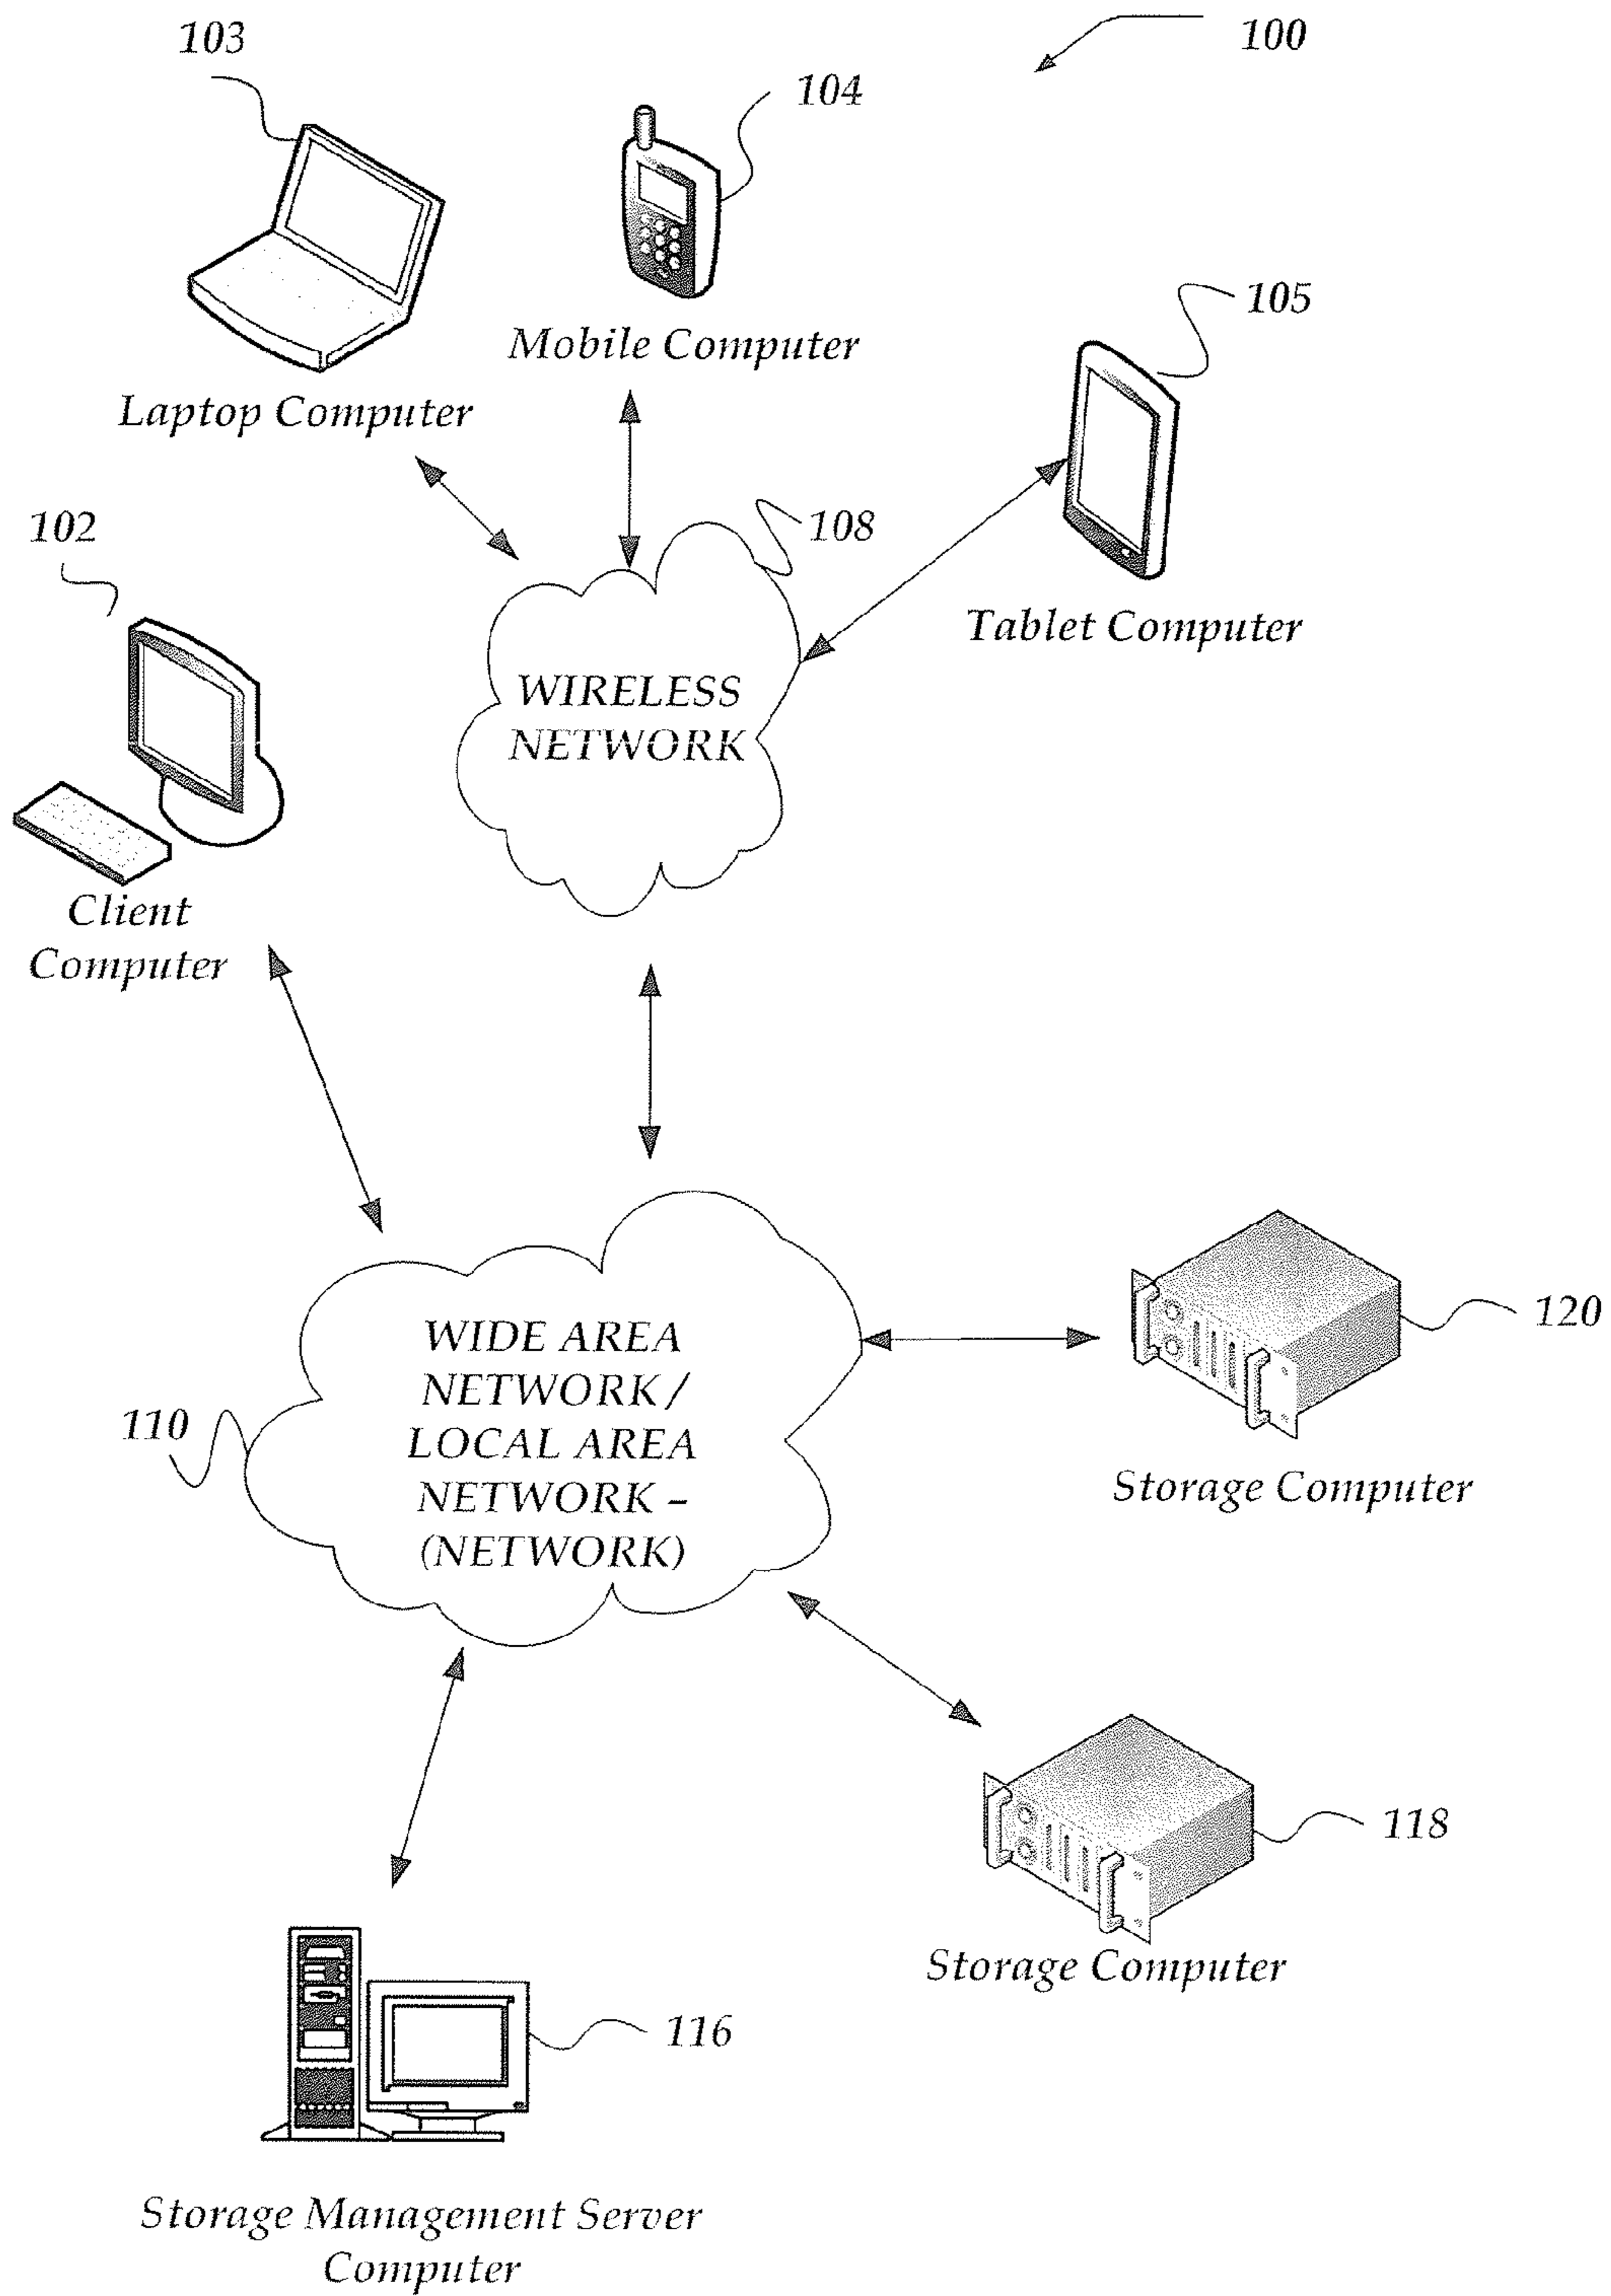 100
103
104
Mobile Computer
Laptop Computer
105
Tablet Computer
102
108
WIRELESS
NETWORK
Client
Computer
WIDE AREA
NETWORK /
LOCAL AREA
NETWORK –
(NETWORK)
110
120
Storage Computer
118
Storage Computer
116
Storage Management Server
Computer